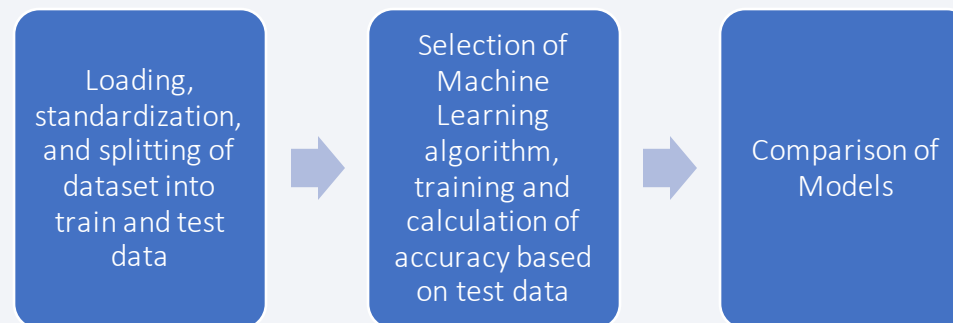 Loading,
standardization,
and splitting of
dataset into
train and test
data
Selection of
Machine
Learning
algorithm,
training and
calculation of
accuracy based
on test data
Comparison of
Models